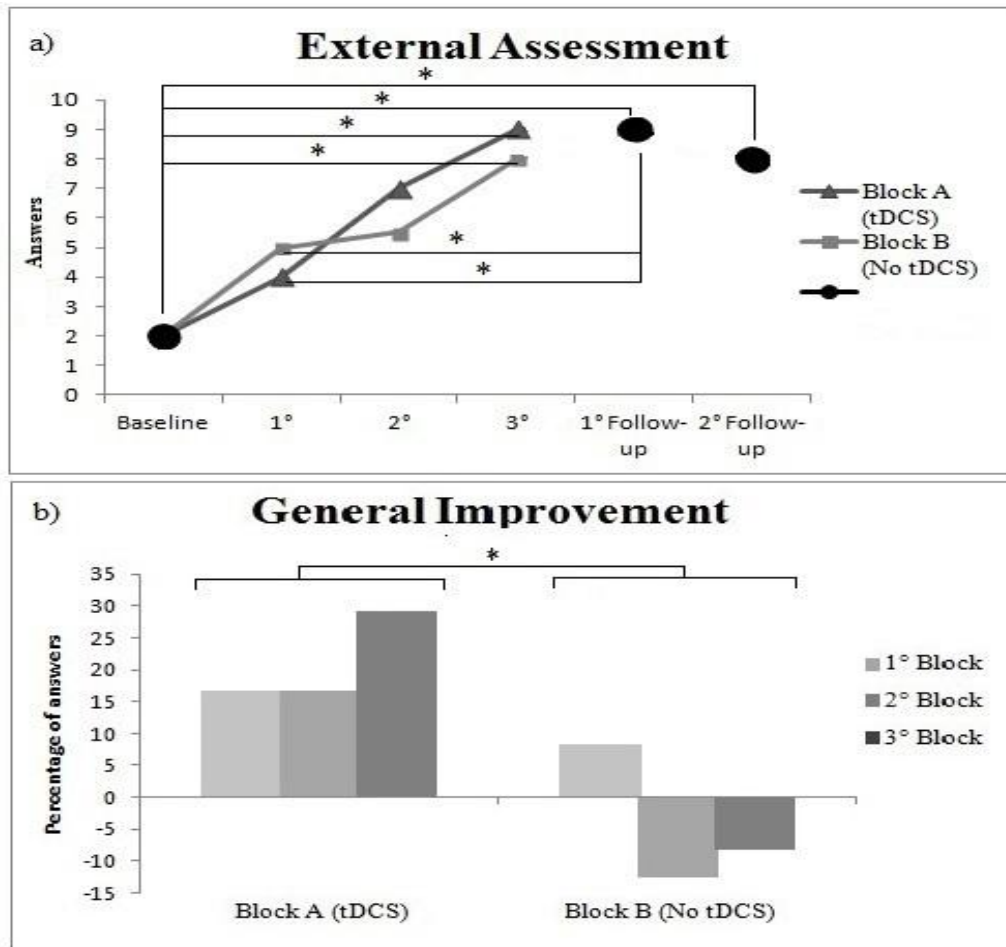 a)
External Assessment
*
*
*
*
*
*
10
9
8
7
6
5
4
3
2
1
0
Answers
Baseline
1°
2°
3°
1° Follow-
up
2° Follow-
up
Block A
(tDCS)
Block B
(No tDCS)
b)
General Improvement
*
35
30
25
20
15
10
5
0
-5
-10
-15
Percentage of answers
Block A (tDCS)
Block B (No tDCS)
1° Block
2° Block
3° Block